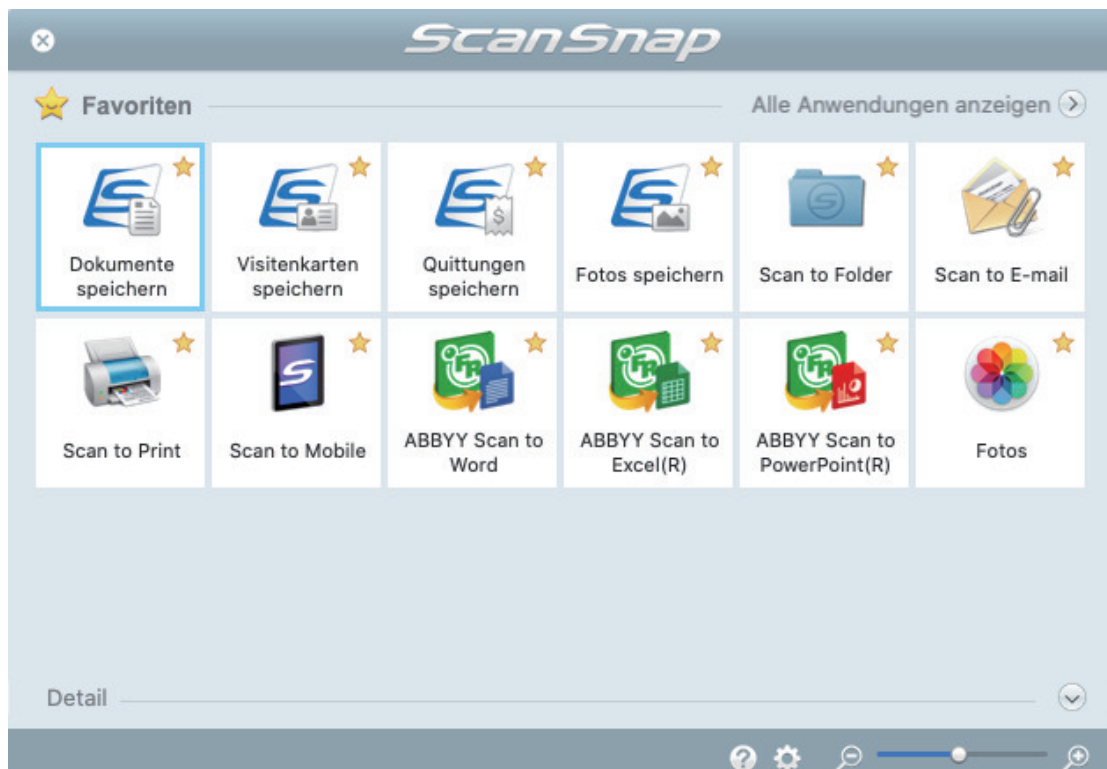 ScanSnap
Favoriten
Alle Anwendungen anzeigen
Dokumente
speichern
Visitenkarten
speichern
Quittungen
speichern
Fotos speichern
Scan to Folder
Scan to E-mail
Scan to Print
Scan to Mobile
ABBYY Scan to
Word
ABBYY Scan to
Excel(R)
ABBYY Scan to
PowerPoint(R)
Fotos
Detail